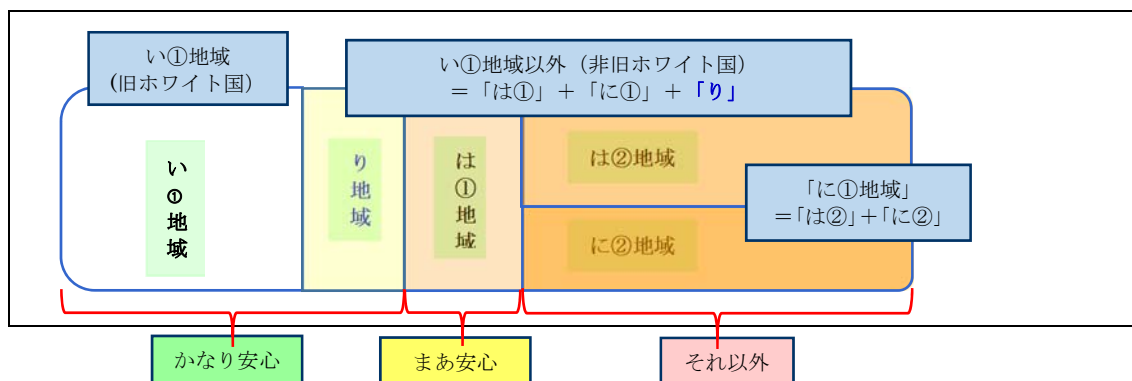 い①地域
(旧ホワイト国)
い①地域以外（非旧ホワイト国）
＝「は①」＋「に①」＋「り」
い①地域
り地域
は①地域
は②地域
に②地域
「に①地域」
＝「は②」＋「に②」
かなり安心
まあ安心
それ以外